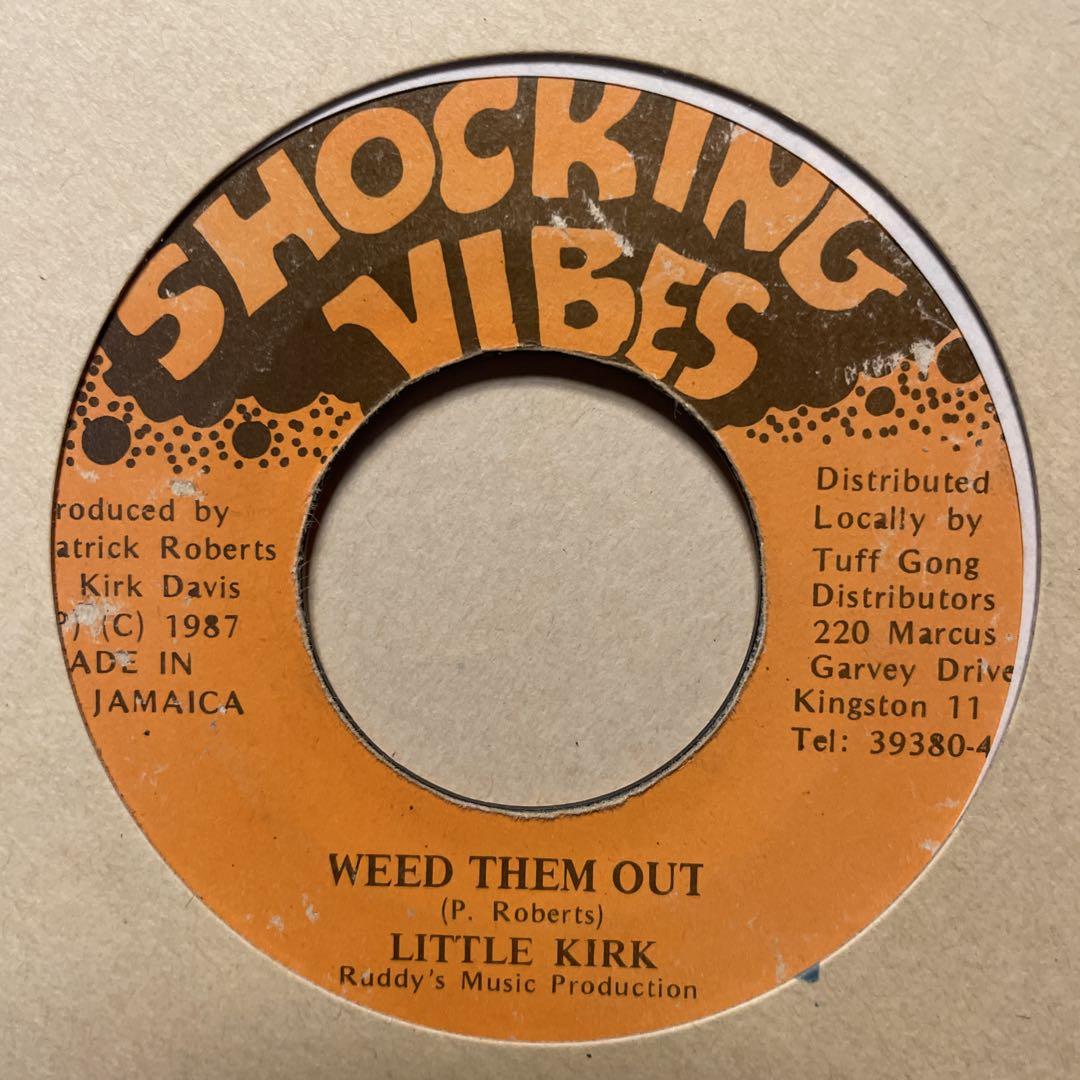 SHOCKING
VIBES
roduced by
atrick Roberts
Kirk Davis
P) (C) 1987
ADE IN
JAMAICA
Distributed
Locally by
Tuff Gong
Distributors
220 Marcus
Garvey Drive
Kingston 11
Tel: 39380-4
WEED THEM OUT
(P. Roberts)
LITTLE KIRK
Ruddy's Music Production